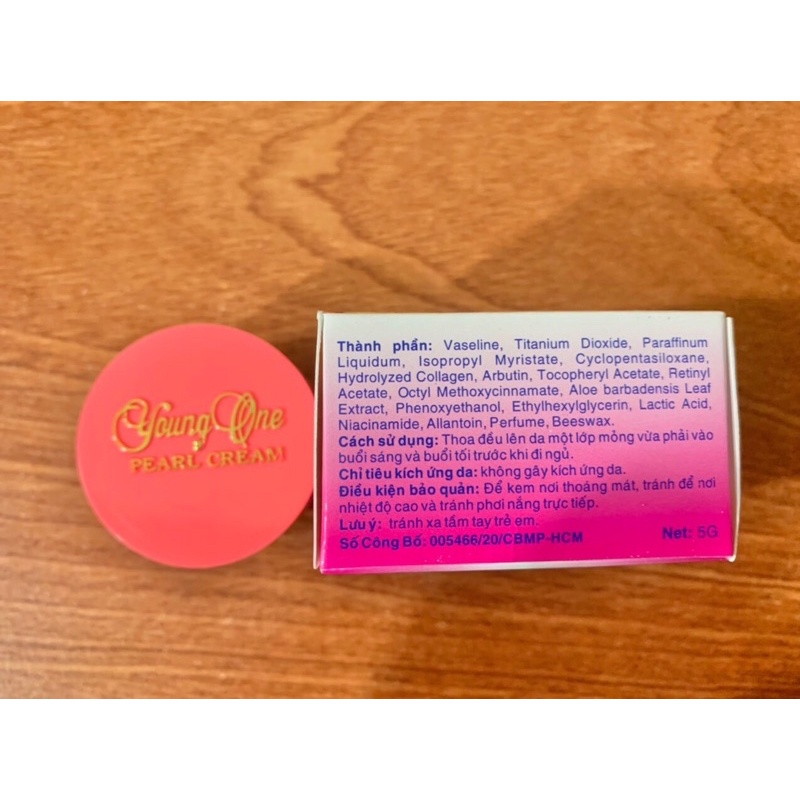 Young One
PEARL CREAM
Thành phần: Vaseline, Titanium Dioxide, Paraffinum
Liquidum, Isopropyl Myristate, Cyclopentasiloxane,
Hydrolyzed Collagen, Arbutin, Tocopheryl Acetate, Retinyl
Acetate, Octyl Methoxycinnamate, Aloe barbadensis Leaf
Extract, Phenoxyethanol, Ethylhexylglycerin, Lactic Acid,
Niacinamide, Allantoin, Perfume, Beeswax.
Cách sử dụng: Thoa đều lên da một lớp mỏng vừa phải vào
buổi sáng và buổi tối trước khi đi ngủ.
Chỉ tiêu kích ứng da: không gây kích ứng da.
Điều kiện bảo quản: Để kem nơi thoáng mát, tránh để nơi
nhiệt độ cao và tránh phơi nắng trực tiếp.
Lưu ý: tránh xa tầm tay trẻ em.
Số Công Bố: 005466/20/CBMP-HCM Net: 5G